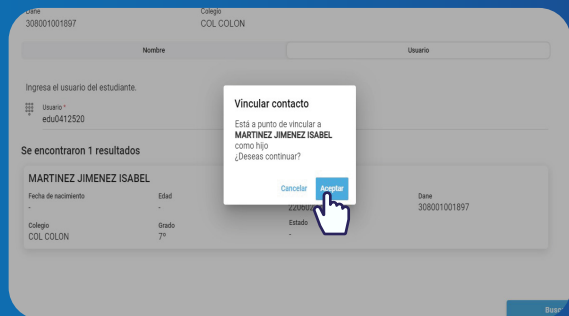 Dane
Colegio
308001001897
COL COLON
Nombre
Usuario
Ingresa el usuario del estudiante.
Usuario *
edu0412520
Vincular contacto
Está a punto de vincular a
MARTINEZ JIMENEZ ISABEL
como hijo
¿Deseas continuar?
Cancelar
Aceptar
Se encontraron 1 resultados
MARTINEZ JIMENEZ ISABEL
Fecha de nacimiento
Edad
Dane
-
-
308001001897
Colegio
Grado
Estado
COL COLON
7º
-